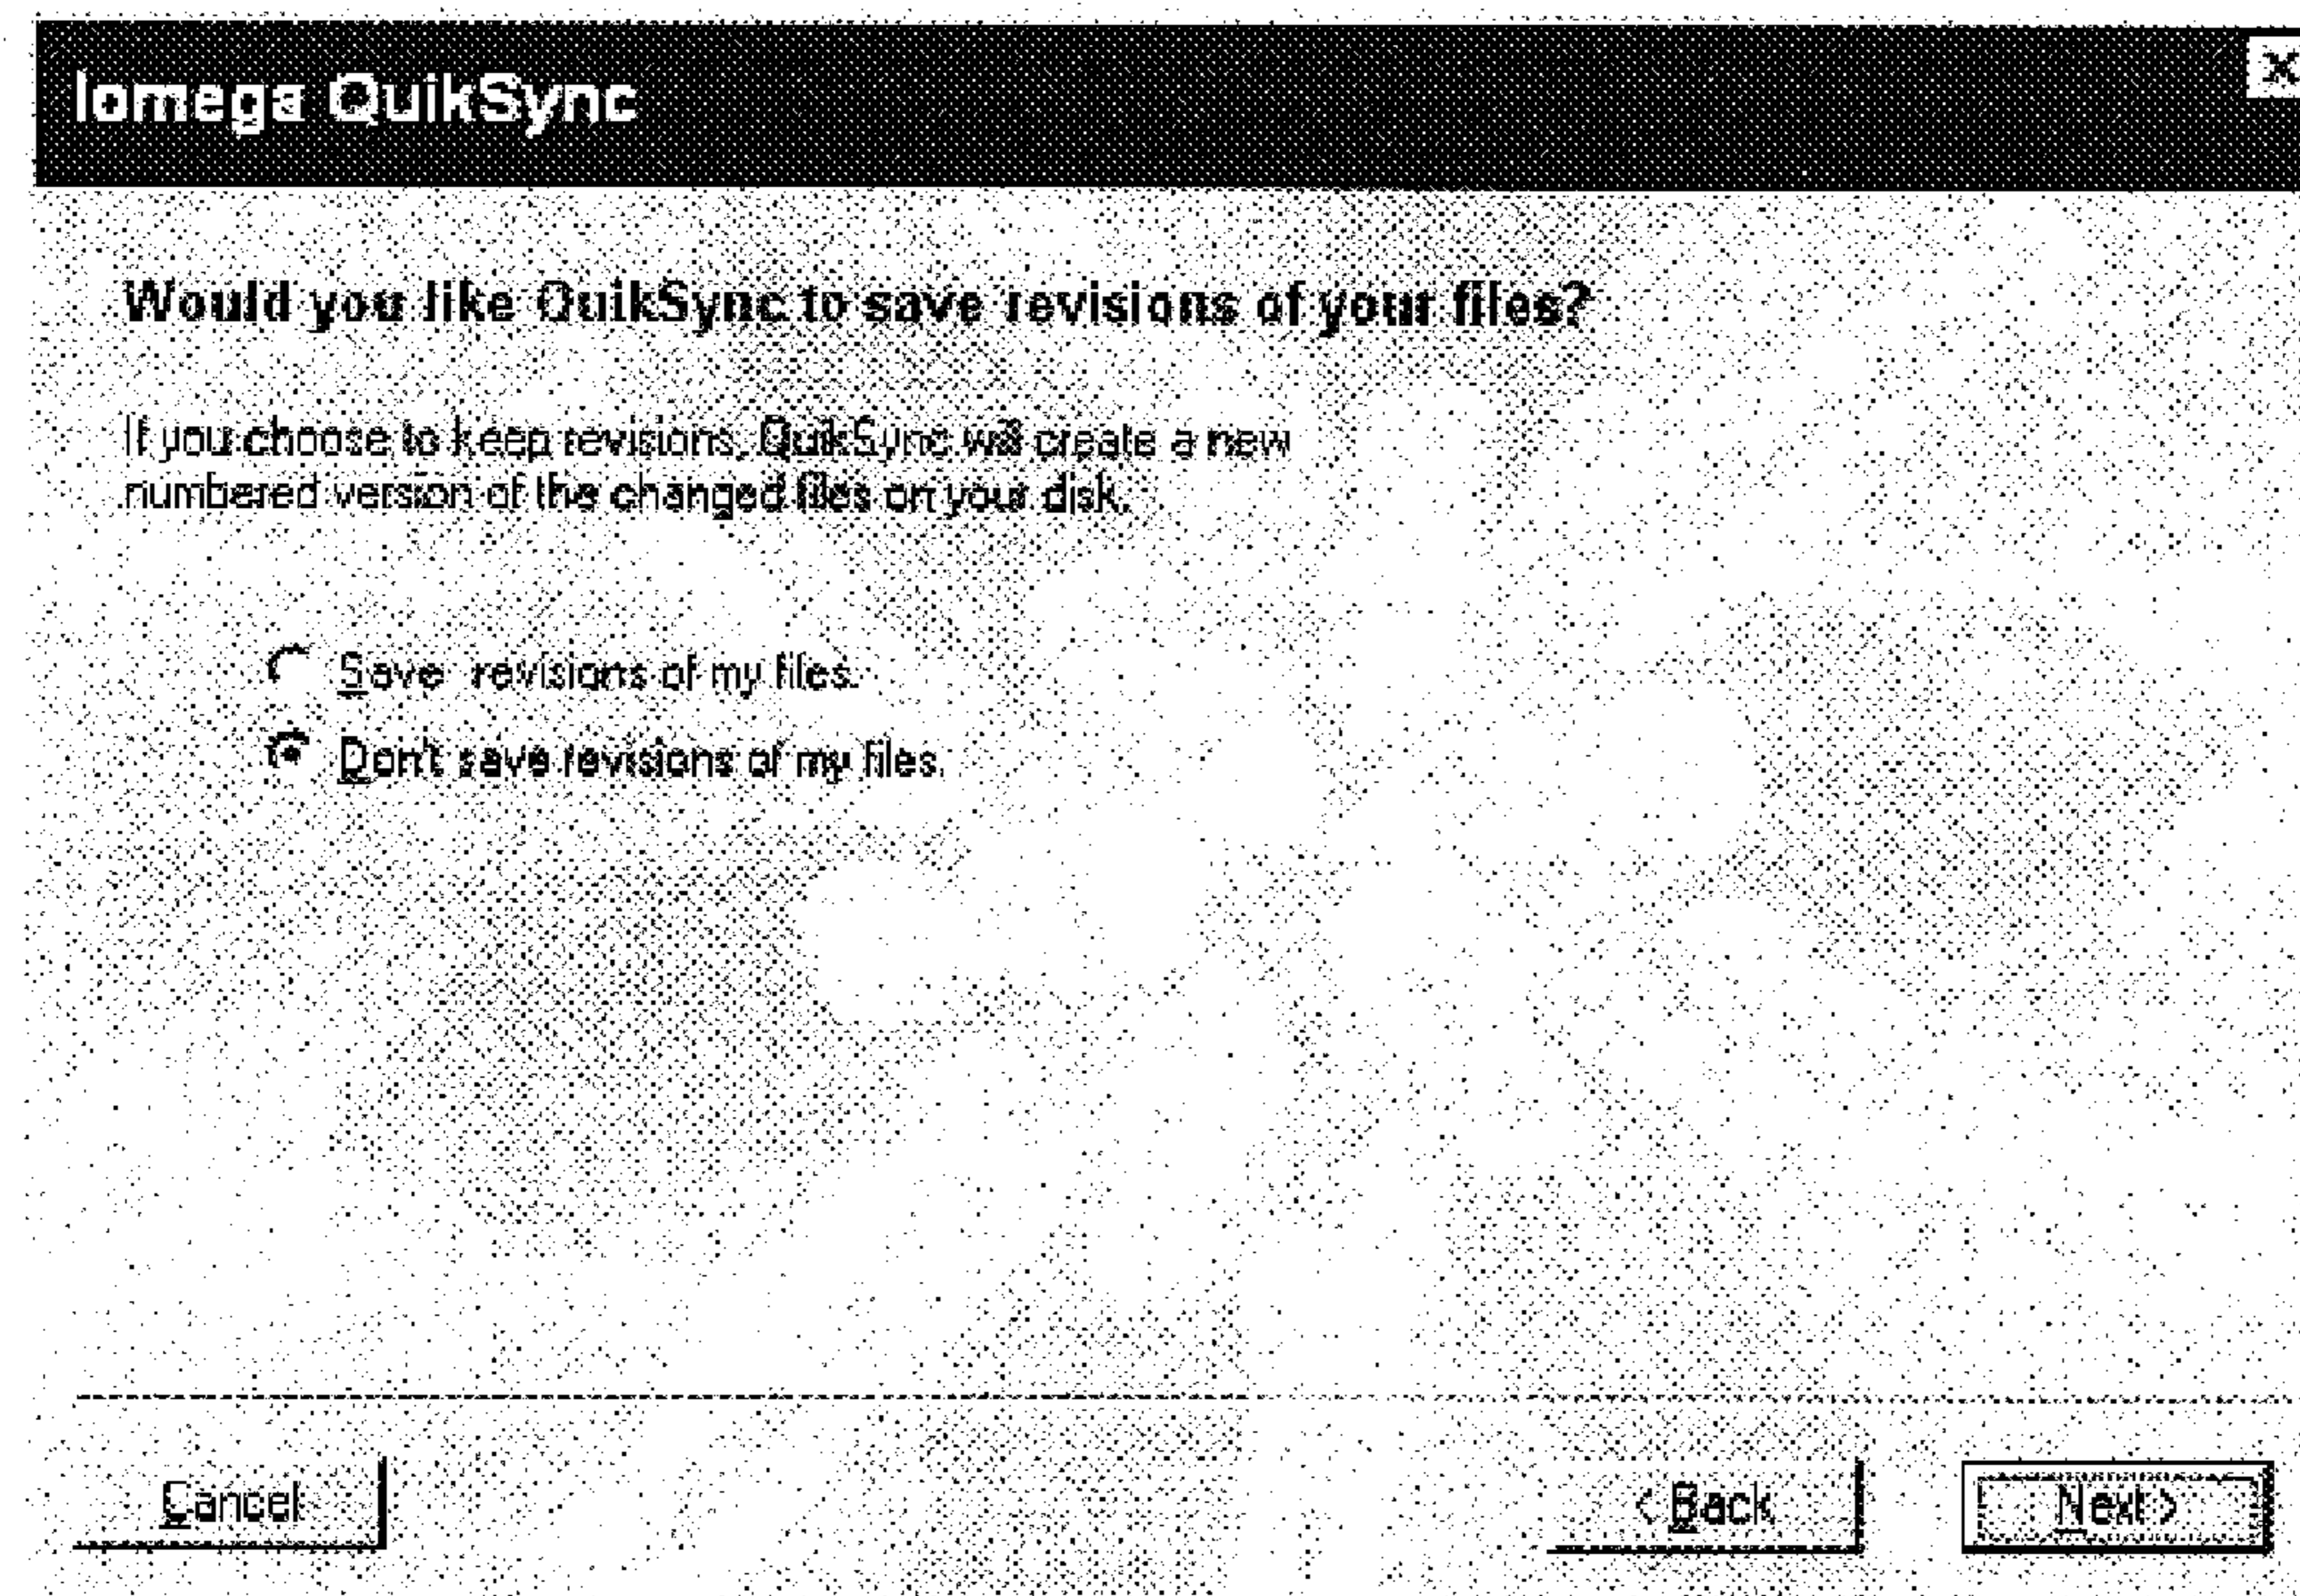 Iomega QuikSync
Would you like QuikSync to save revisions of your files?
If you choose to keep revisions, QuikSync will create a new
numbered version of the changed files on your disk.
Save revisions of my files.
Don't save revisions of my files.
Cancel
< Back
Next >